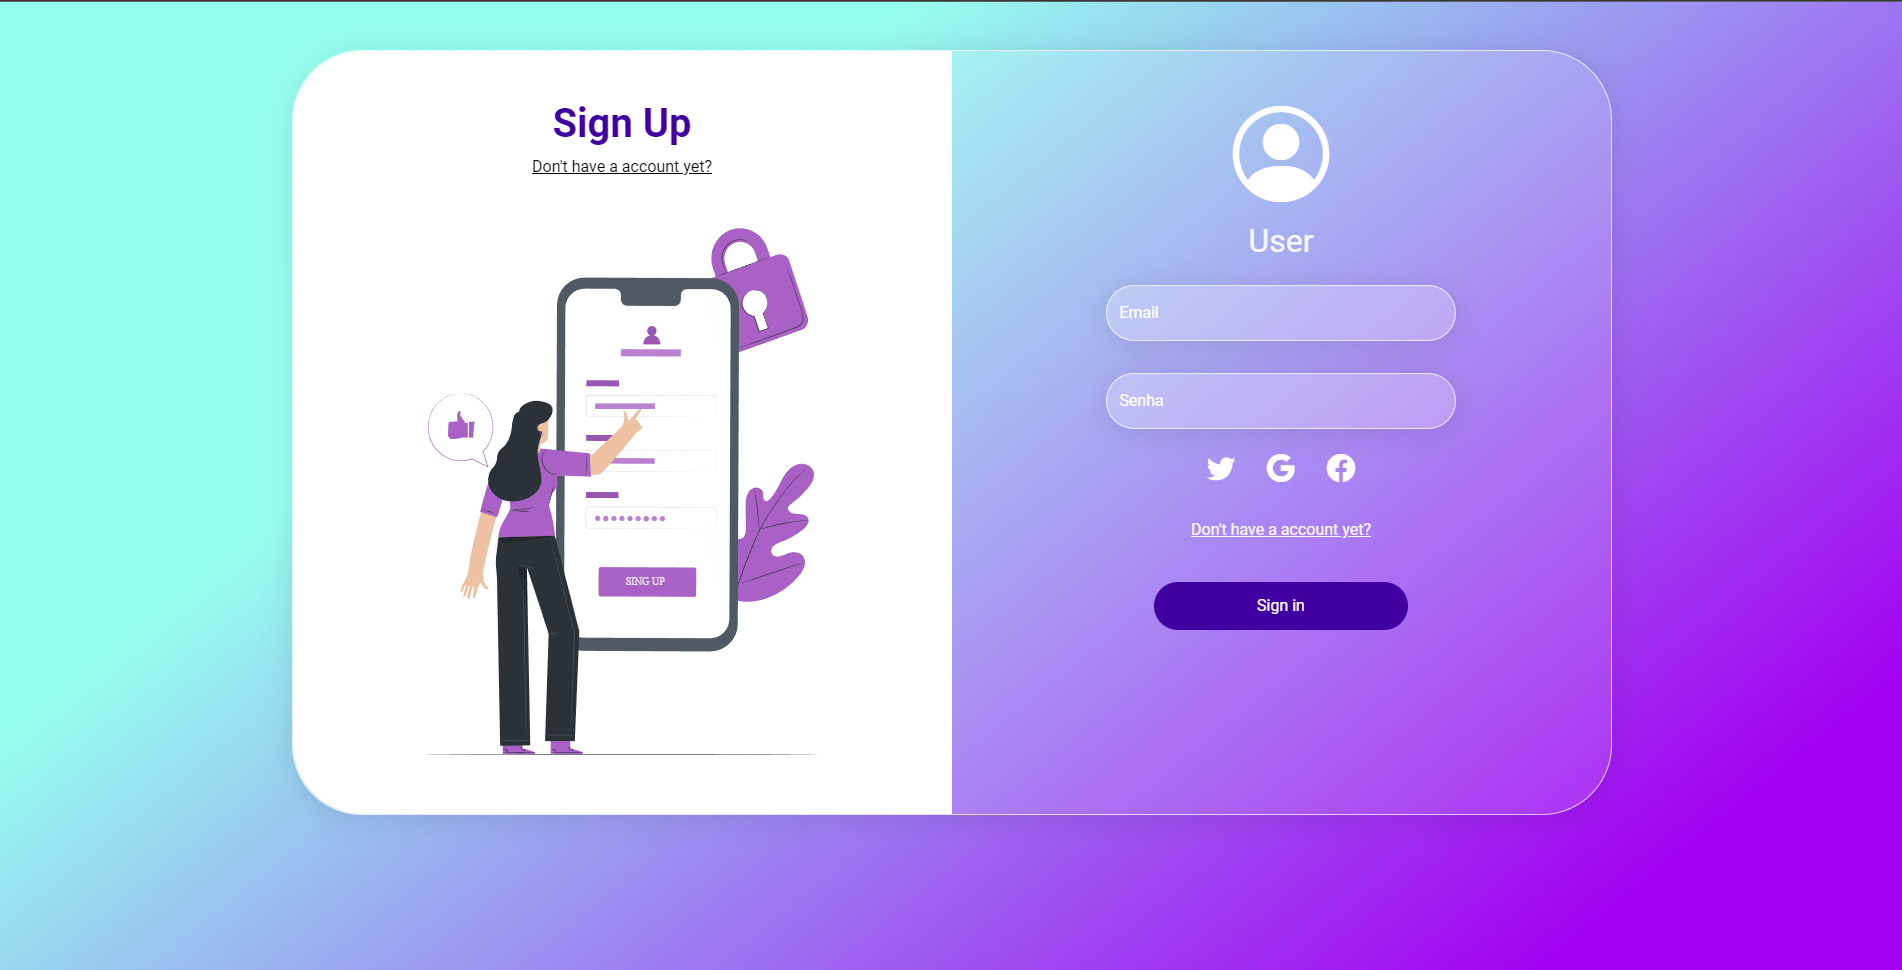 Sign Up
Don't have a account yet?
SING UP
User
Email
Senha
Don't have a account yet?
Sign in